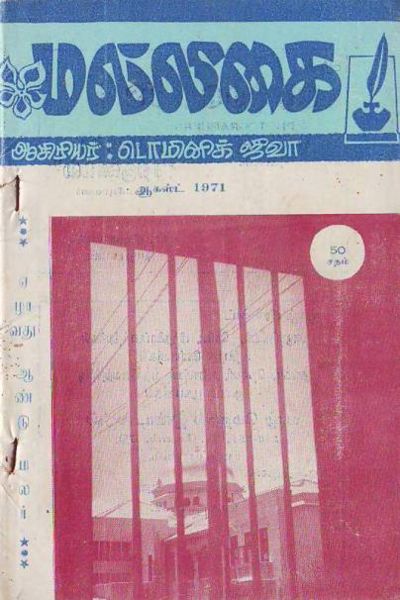 மல்லிகை
ஆசிரியர் : டொமினிக் ஜீவா
ஆகஸ்ட் 1971
50
சதம்
ஏழாவது ஆண்டு மலர்